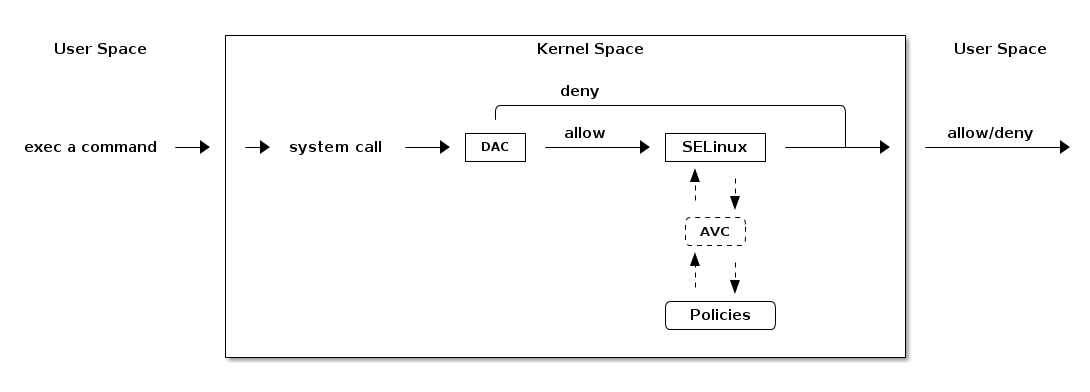 User Space
Kernel Space
User Space
deny
exec a command
system call
DAC
allow
SELinux
allow/deny
AVC
Policies